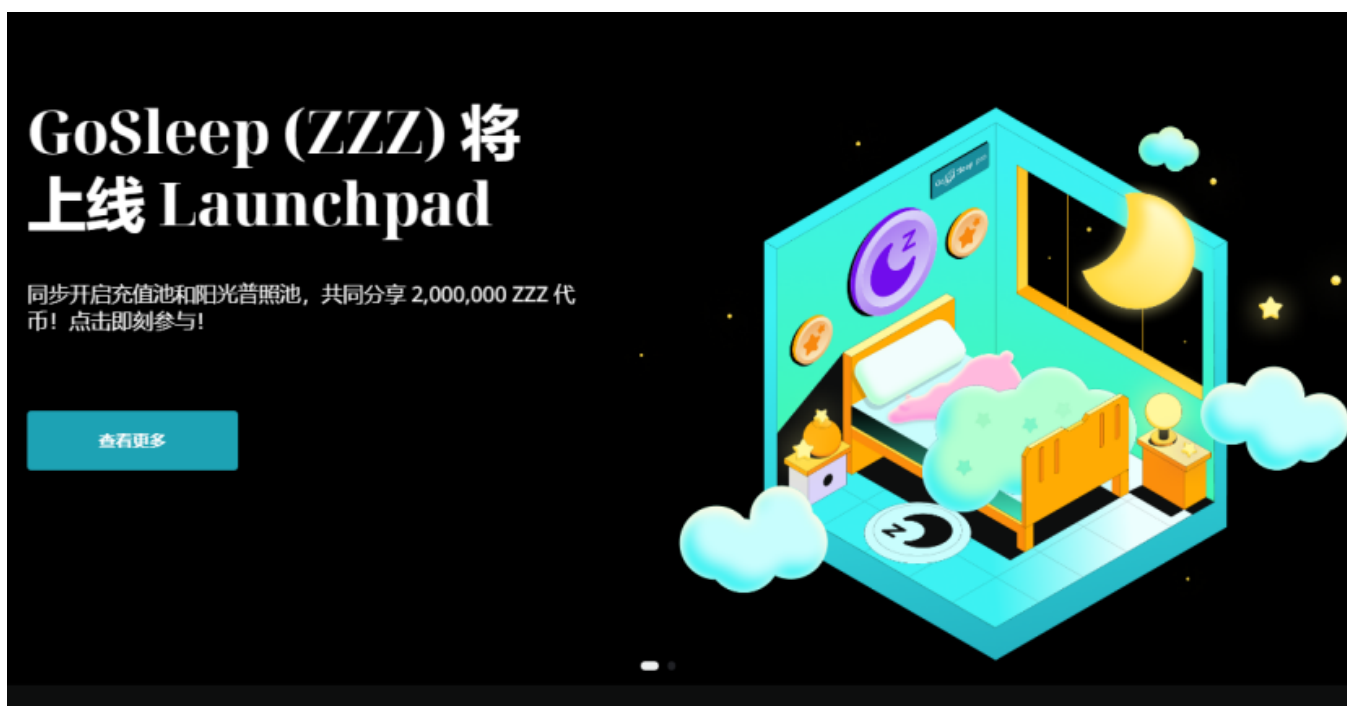 GoSleep (ZZZ) 将
上线 Launchpad
同步开启充值池和阳光普照池，共同分享 2,000,000 ZZZ 代
币！点击即刻参与！
查看更多
Z
Z